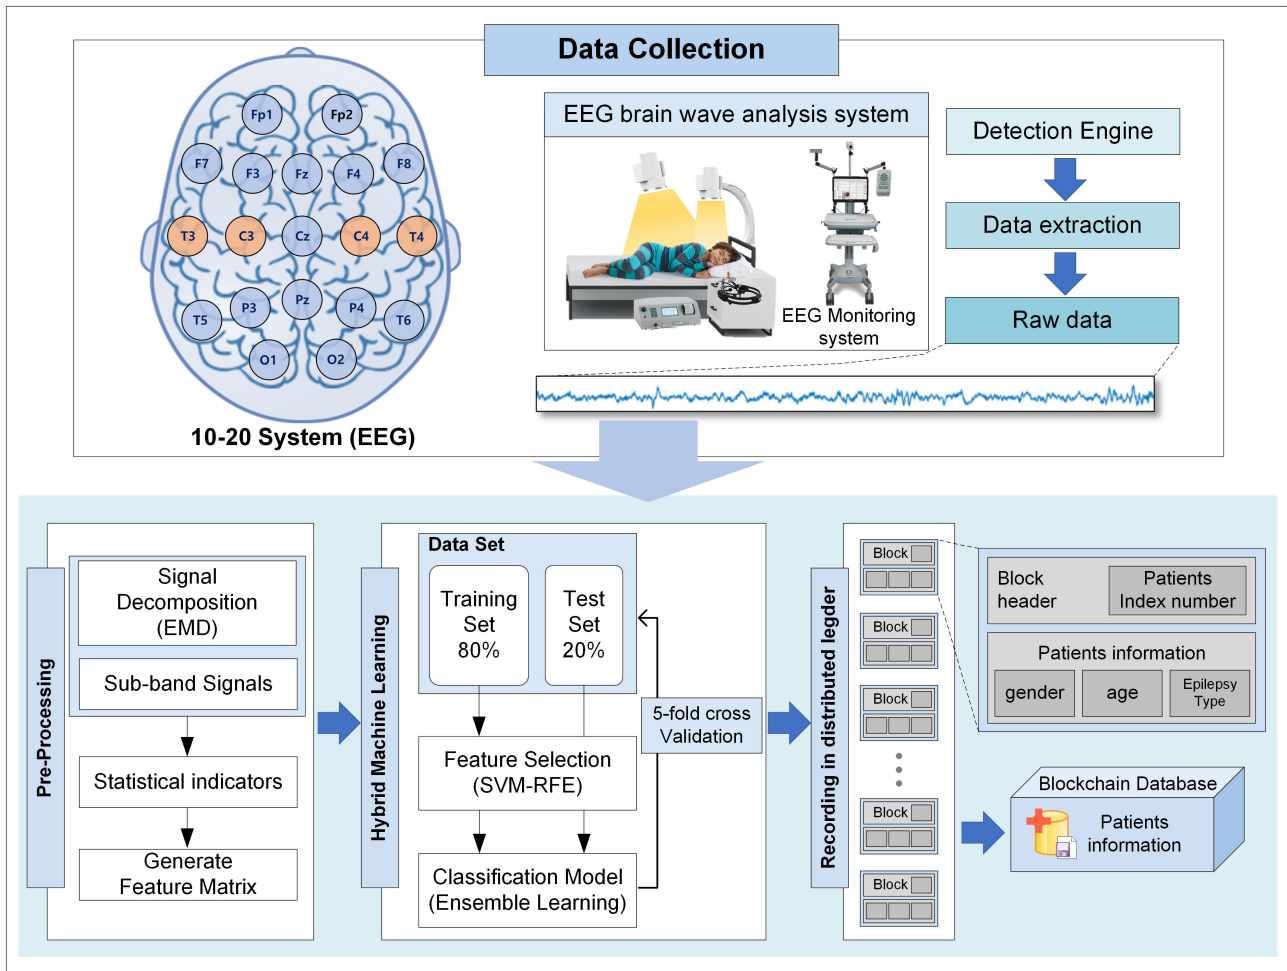 Data Collection
Fp1
Fp2
F7
F3
Fz
F4
F8
T3
C3
Cz
C4
T4
T5
P3
Pz
P4
T6
O1
O2
10-20 System (EEG)
EEG brain wave analysis system
EEG Monitoring
system
Detection Engine
Data extraction
Raw data
Pre-Processing
Signal
Decomposition
(EMD)
Sub-band Signals
Statistical indicators
Generate
Feature Matrix
Hybrid Machine Learning
Data Set
Training
Set
80%
Test
Set
20%
Feature Selection
(SVM-RFE)
Classification Model
(Ensemble Learning)
5-fold cross
Validation
Recording in distributed legder
Block
Block
Block
Block
Block
Block
header
Patients
Index number
Patients information
gender
age
Epilepsy
Type
Blockchain Database
Patients
information